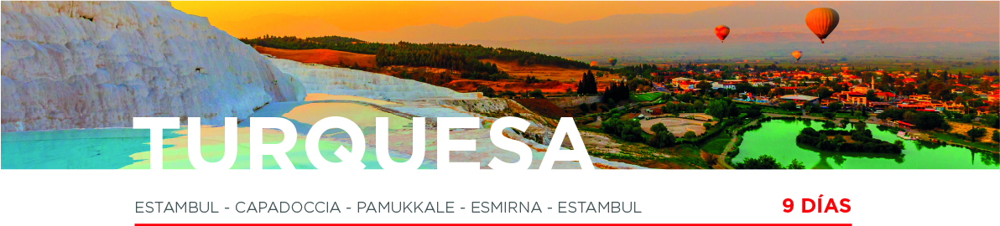 TURQUESA
ESTAMBUL - CAPADOCCIA - PAMUKKALE - ESMIRNA - ESTAMBUL
9 DÍAS